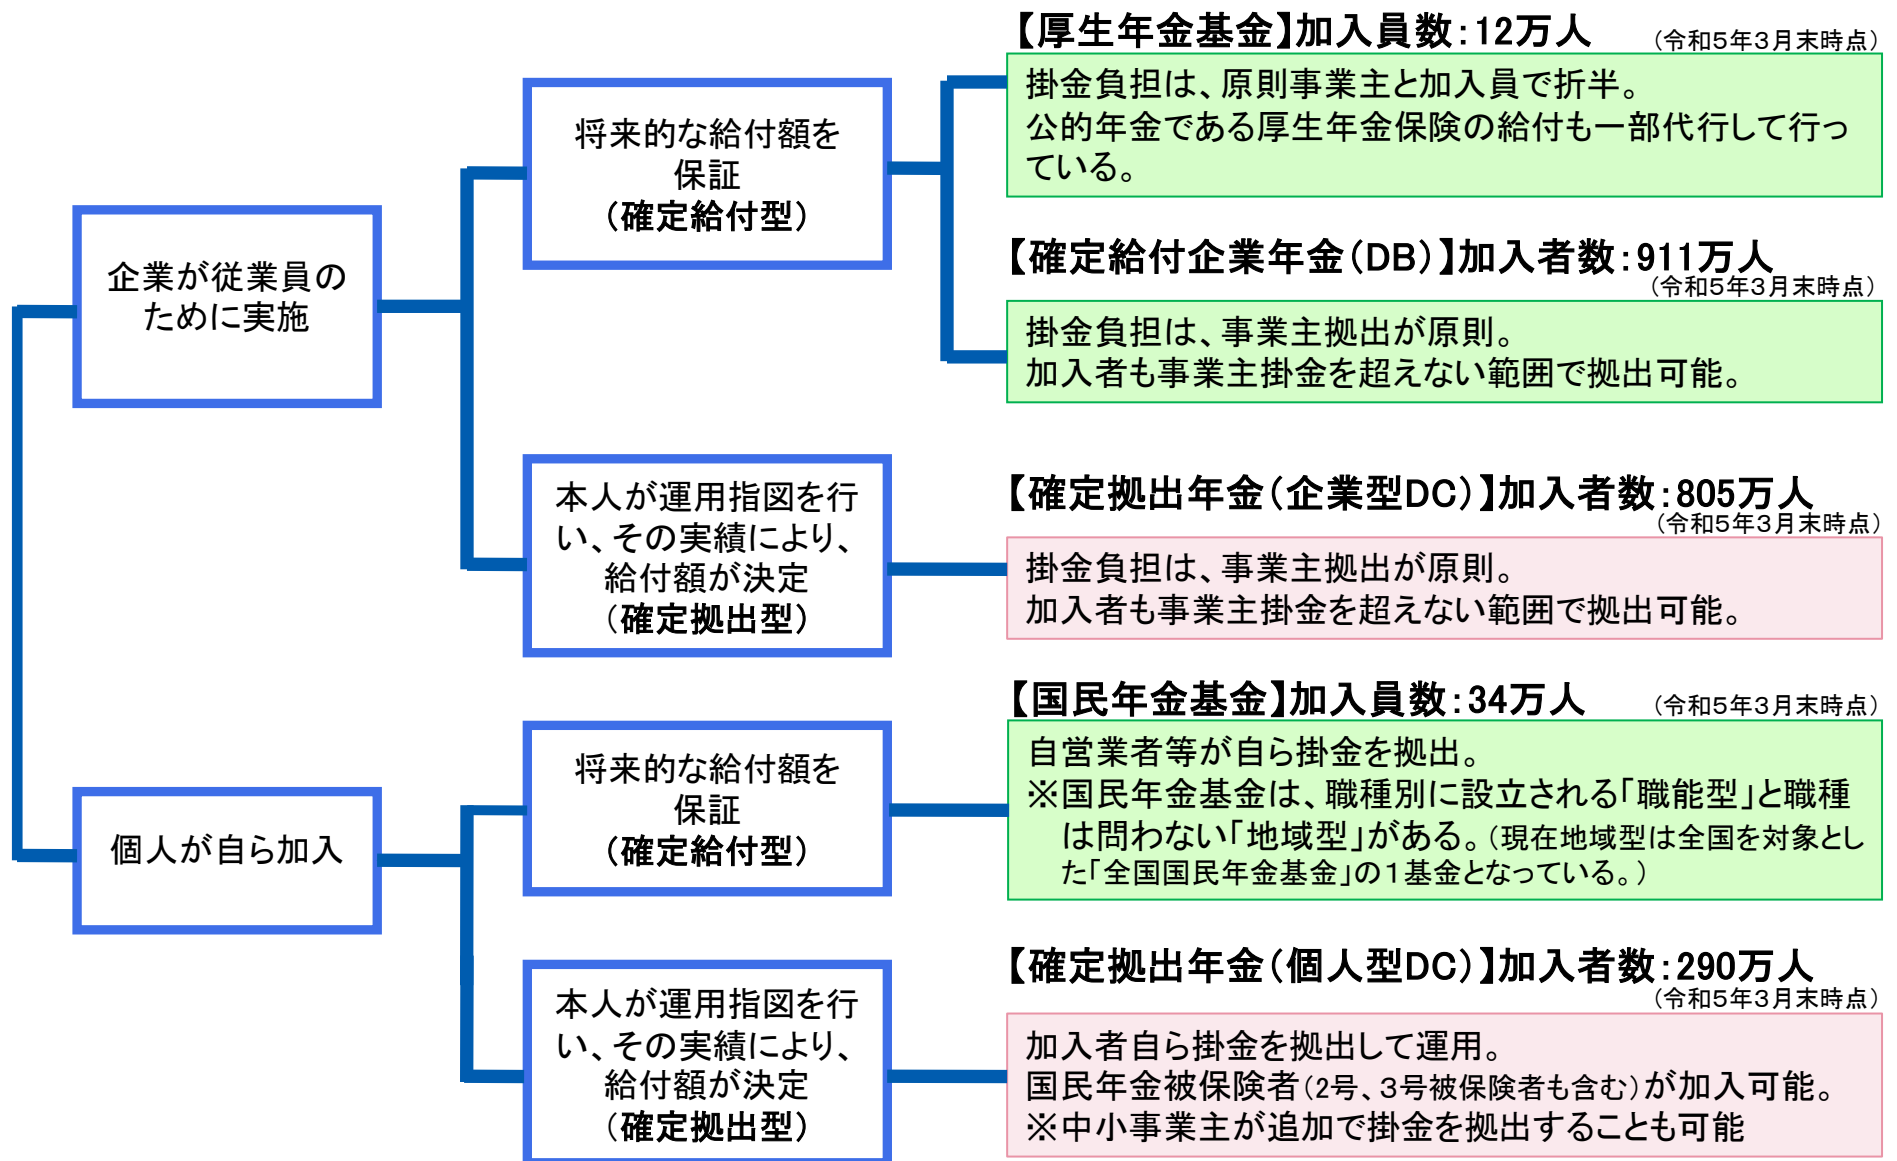 企業が従業員の
ために実施
将来的な給付額を
保証
（確定給付型）
【厚生年金基金】加入員数：12万人 （令和5年3月末時点）
掛金負担は、原則事業主と加入員で折半。
公的年金である厚生年金保険の給付も一部代行して行っ
ている。
【確定給付企業年金（DB）】加入者数：911万人
（令和5年3月末時点）
掛金負担は、事業主拠出が原則。
加入者も事業主掛金を超えない範囲で拠出可能。
本人が運用指図を行
い、その実績により、
給付額が決定
（確定拠出型）
【確定拠出年金（企業型DC）】加入者数：805万人
（令和5年3月末時点）
掛金負担は、事業主拠出が原則。
加入者も事業主掛金を超えない範囲で拠出可能。
個人が自ら加入
将来的な給付額を
保証
（確定給付型）
【国民年金基金】加入員数：34万人 （令和5年3月末時点）
自営業者等が自ら掛金を拠出。
※国民年金基金は、職種別に設立される「職能型」と職種
は問わない「地域型」がある。（現在地域型は全国を対象とし
た「全国国民年金基金」の１基金となっている。）
本人が運用指図を行
い、その実績により、
給付額が決定
（確定拠出型）
【確定拠出年金（個人型DC）】加入者数：290万人
（令和5年3月末時点）
加入者自ら掛金を拠出して運用。
国民年金被保険者（2号、３号被保険者も含む）が加入可能。
※中小事業主が追加で掛金を拠出することも可能